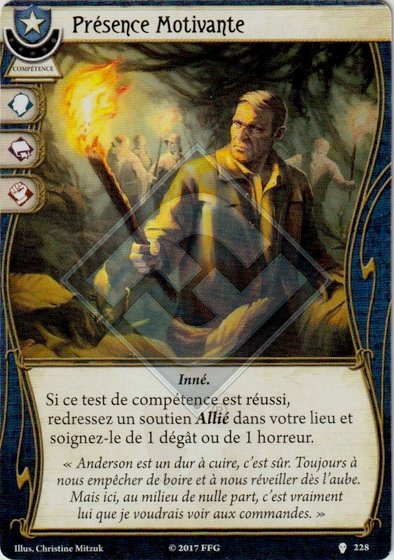 Présence Motivante
COMPÉTENCE
Inné.
Si ce test de compétence est réussi,
redressez un soutien Allié dans votre lieu et
soignez-le de 1 dégât ou de 1 horreur.
« Anderson est un dur à cuire, c’est sûr. Toujours à
nous empêcher de boire et à nous réveiller dès l’aube.
Mais ici, au milieu de nulle part, c’est vraiment
lui que je voudrais voir aux commandes. »
Illus. Christine Mitzuk
© 2017 FFG
228